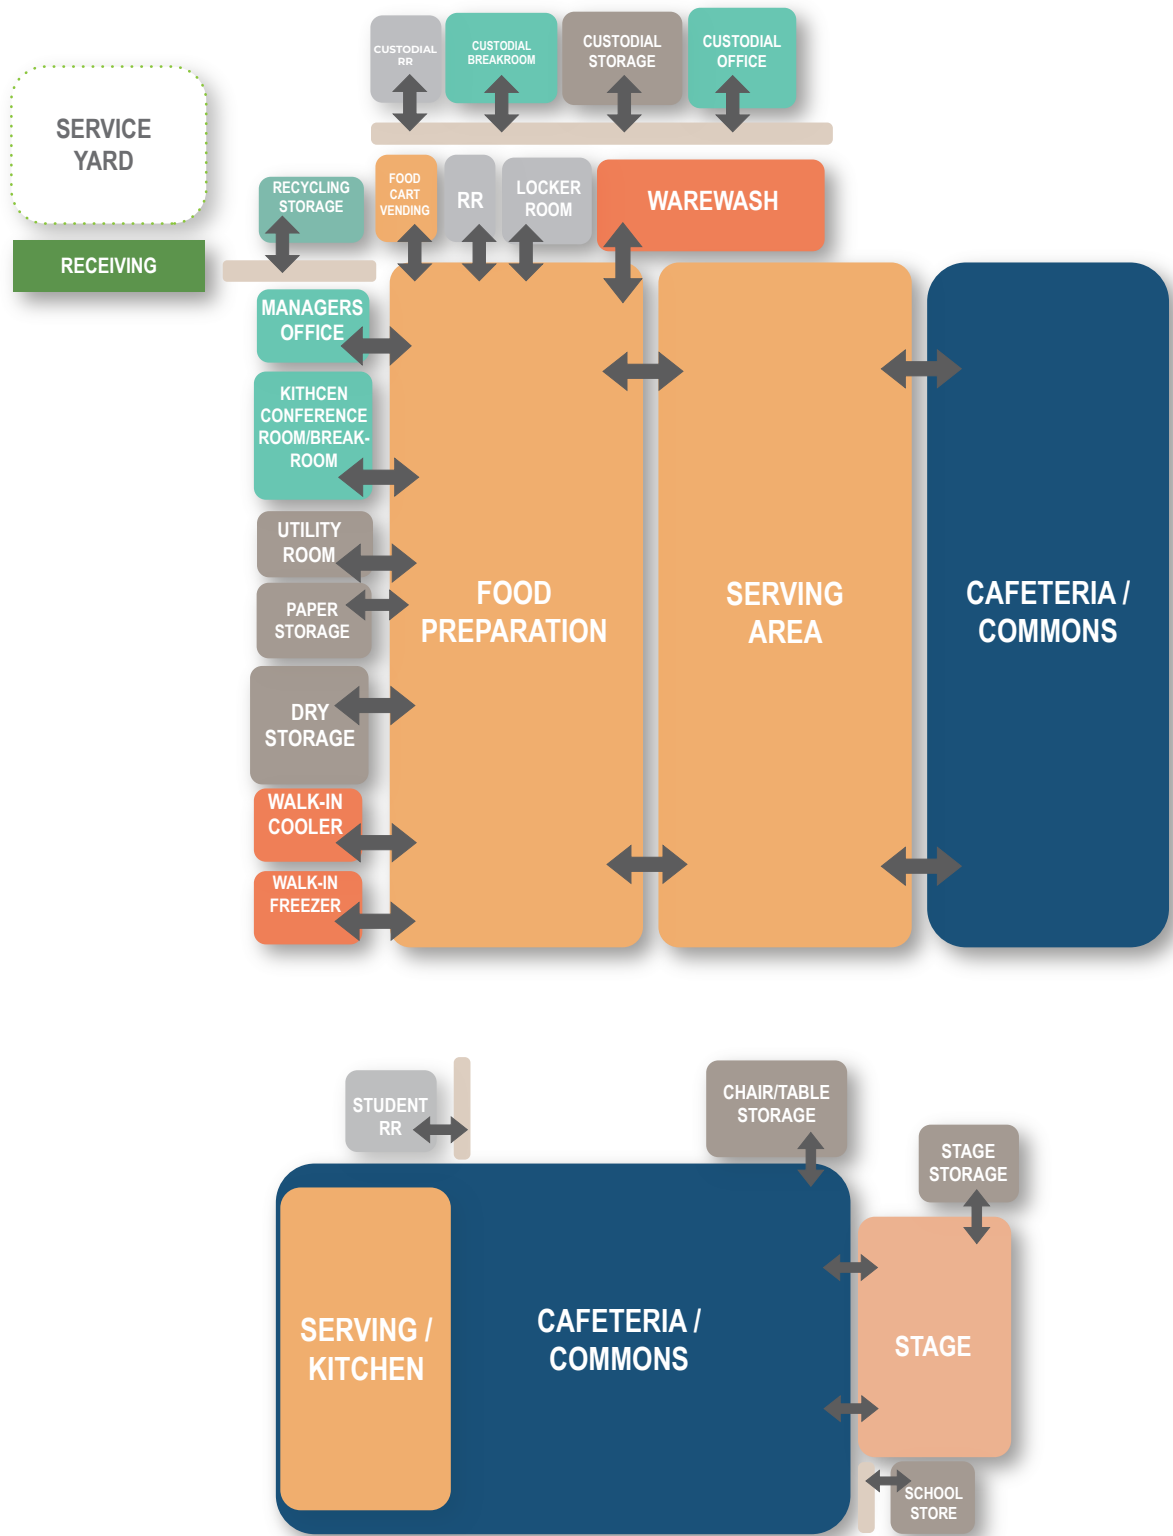 CUSTODIAL
RR
CUSTODIAL
BREAKROOM
CUSTODIAL
STORAGE
CUSTODIAL
OFFICE
SERVICE
YARD
RECYCLING
STORAGE
FOOD
CART
VENDING
RR
LOCKER
ROOM
WAREWASH
RECEIVING
MANAGERS
OFFICE
KITHCEN
CONFERENCE
ROOM/BREAK-
ROOM
UTILITY
ROOM
PAPER
STORAGE
DRY
STORAGE
WALK-IN
COOLER
WALK-IN
FREEZER
FOOD
PREPARATION
SERVING
AREA
CAFETERIA /
COMMONS
STUDENT
RR
CHAIR/TABLE
STORAGE
STAGE
STORAGE
SERVING /
KITCHEN
CAFETERIA /
COMMONS
STAGE
SCHOOL
STORE